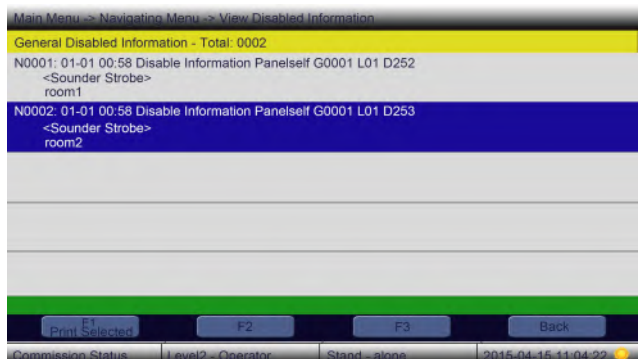 Main Menu -> Navigating Menu -> View Disabled Information
General Disabled Information - Total: 0002
N0001: 01-01 00:58 Disable Information Panelself G0001 L01 D252
<Sounder Strobe>
room1
N0002: 01-01 00:58 Disable Information Panelself G0001 L01 D253
<Sounder Strobe>
room2
F1
Print Selected
F2
F3
Back
Commission Status
Level2 - Operator
Stand - alone
2015-04-15 11:04:22